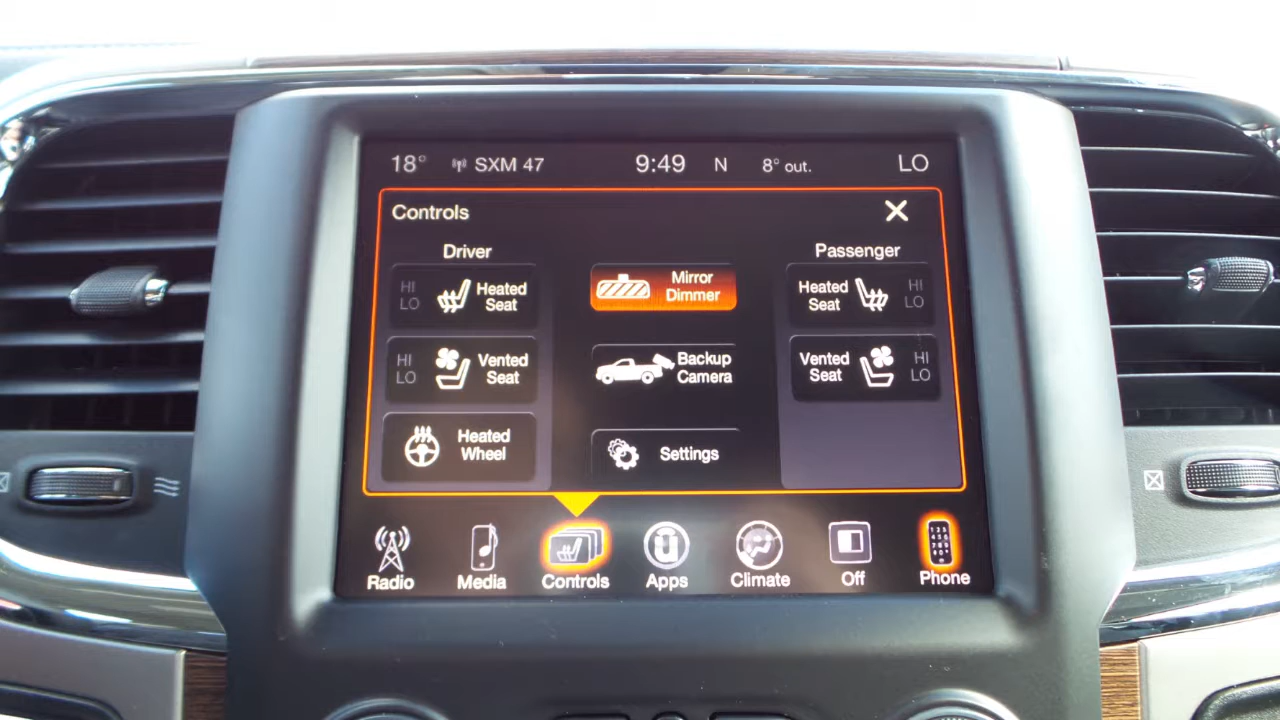 18° SXM 47 9:49 N 8° out. LO
Controls
Driver Passenger
HI
LO
Heated
Seat
Mirror
Dimmer
Heated
Seat
HI
LO
HI
LO
Vented
Seat
Backup
Camera
Vented
Seat
HI
LO
Heated
Wheel
Settings
Radio Media Controls Apps Climate Off Phone